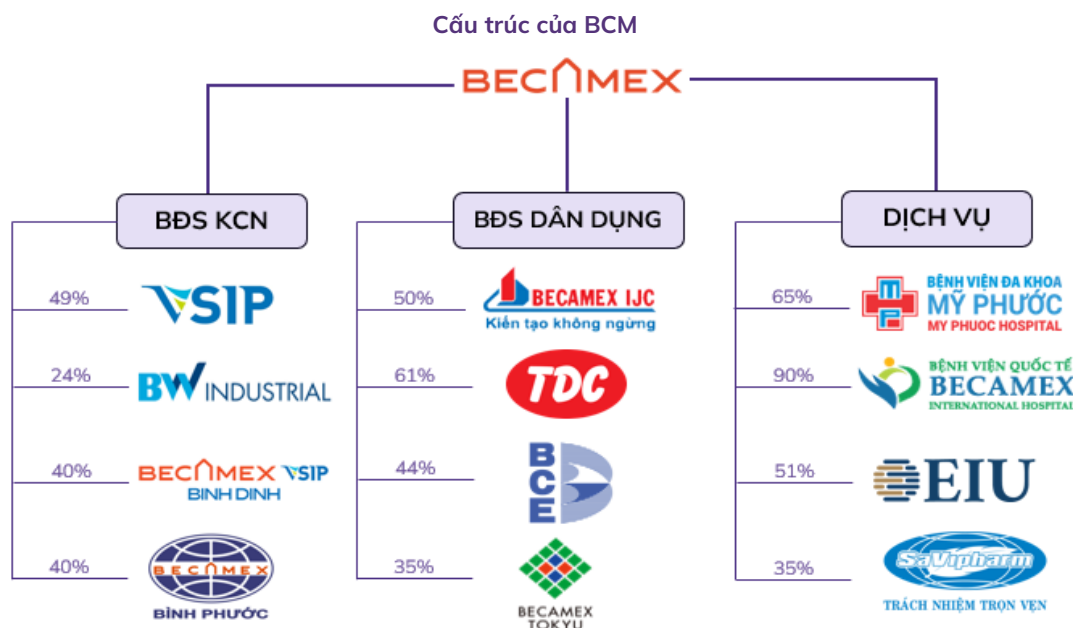 Cấu trúc của BCM
BECAMEX
BĐS KCN
BĐS DÂN DỤNG
DỊCH VỤ
49%
VSIP
24%
BW INDUSTRIAL
40%
BECAMEX VSIP
BINH DINH
40%
BECAMEX
BÌNH PHƯỚC
50%
BECAMEX IJC
Kiến tạo không ngừng
61%
TDC
44%
BCE
35%
BECAMEX
TOKYU
65%
MP
BỆNH VIỆN ĐA KHOA
MỸ PHƯỚC
MY PHUOC HOSPITAL
90%
BỆNH VIỆN QUỐC TẾ
BECAMEX
INTERNATIONAL HOSPITAL
51%
EIU
35%
SaVipharm
TRÁCH NHIỆM TRỌN VẸN